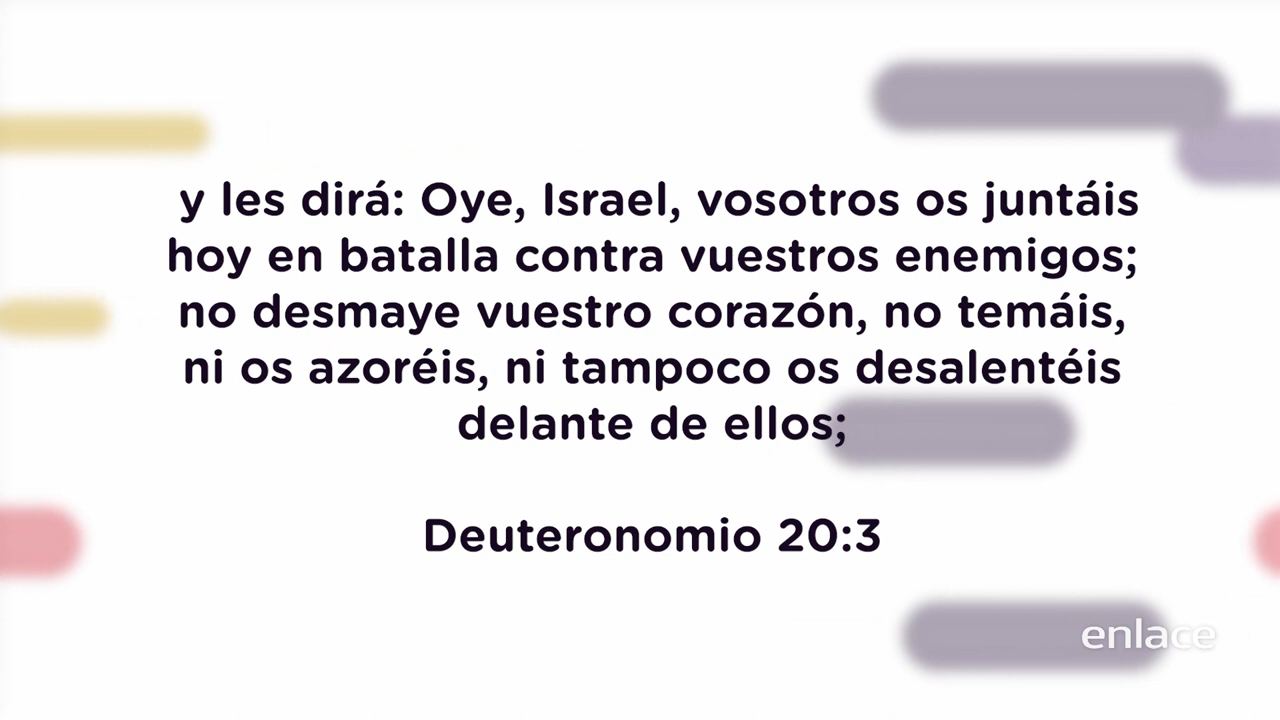 y les dirá: Oye, Israel, vosotros os juntáis
hoy en batalla contra vuestros enemigos;
no desmaye vuestro corazón, no temáis,
ni os azoréis, ni tampoco os desalentéis
delante de ellos;
Deuteronomio 20:3
enlace